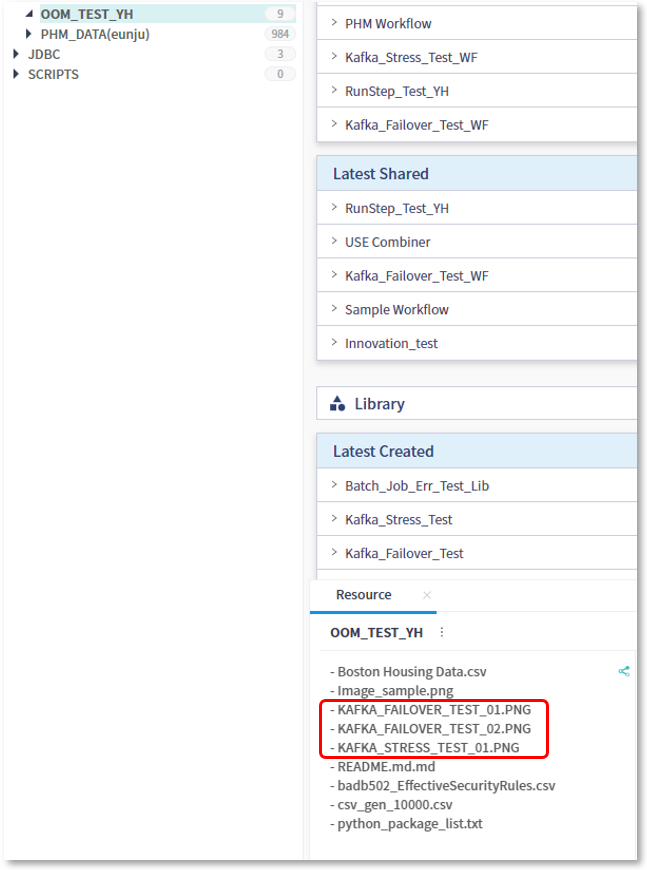 OOM_TEST_YH 9
PHM_DATA(eunju) 984
JDBC 3
SCRIPTS 0
PHM Workflow
Kafka_Stress_Test_WF
RunStep_Test_YH
Kafka_Failover_Test_WF
Latest Shared
RunStep_Test_YH
USE Combiner
Kafka_Failover_Test_WF
Sample Workflow
Innovation_test
Library
Latest Created
Batch_Job_Err_Test_Lib
Kafka_Stress_Test
Kafka_Failover_Test
Resource
OOM_TEST_YH
- Boston Housing Data.csv
- Image_sample.png
- KAFKA_FAILOVER_TEST_01.PNG
- KAFKA_FAILOVER_TEST_02.PNG
- KAFKA_STRESS_TEST_01.PNG
- README.md.md
- badb502_EffectiveSecurityRules.csv
- csv_gen_10000.csv
- python_package_list.txt